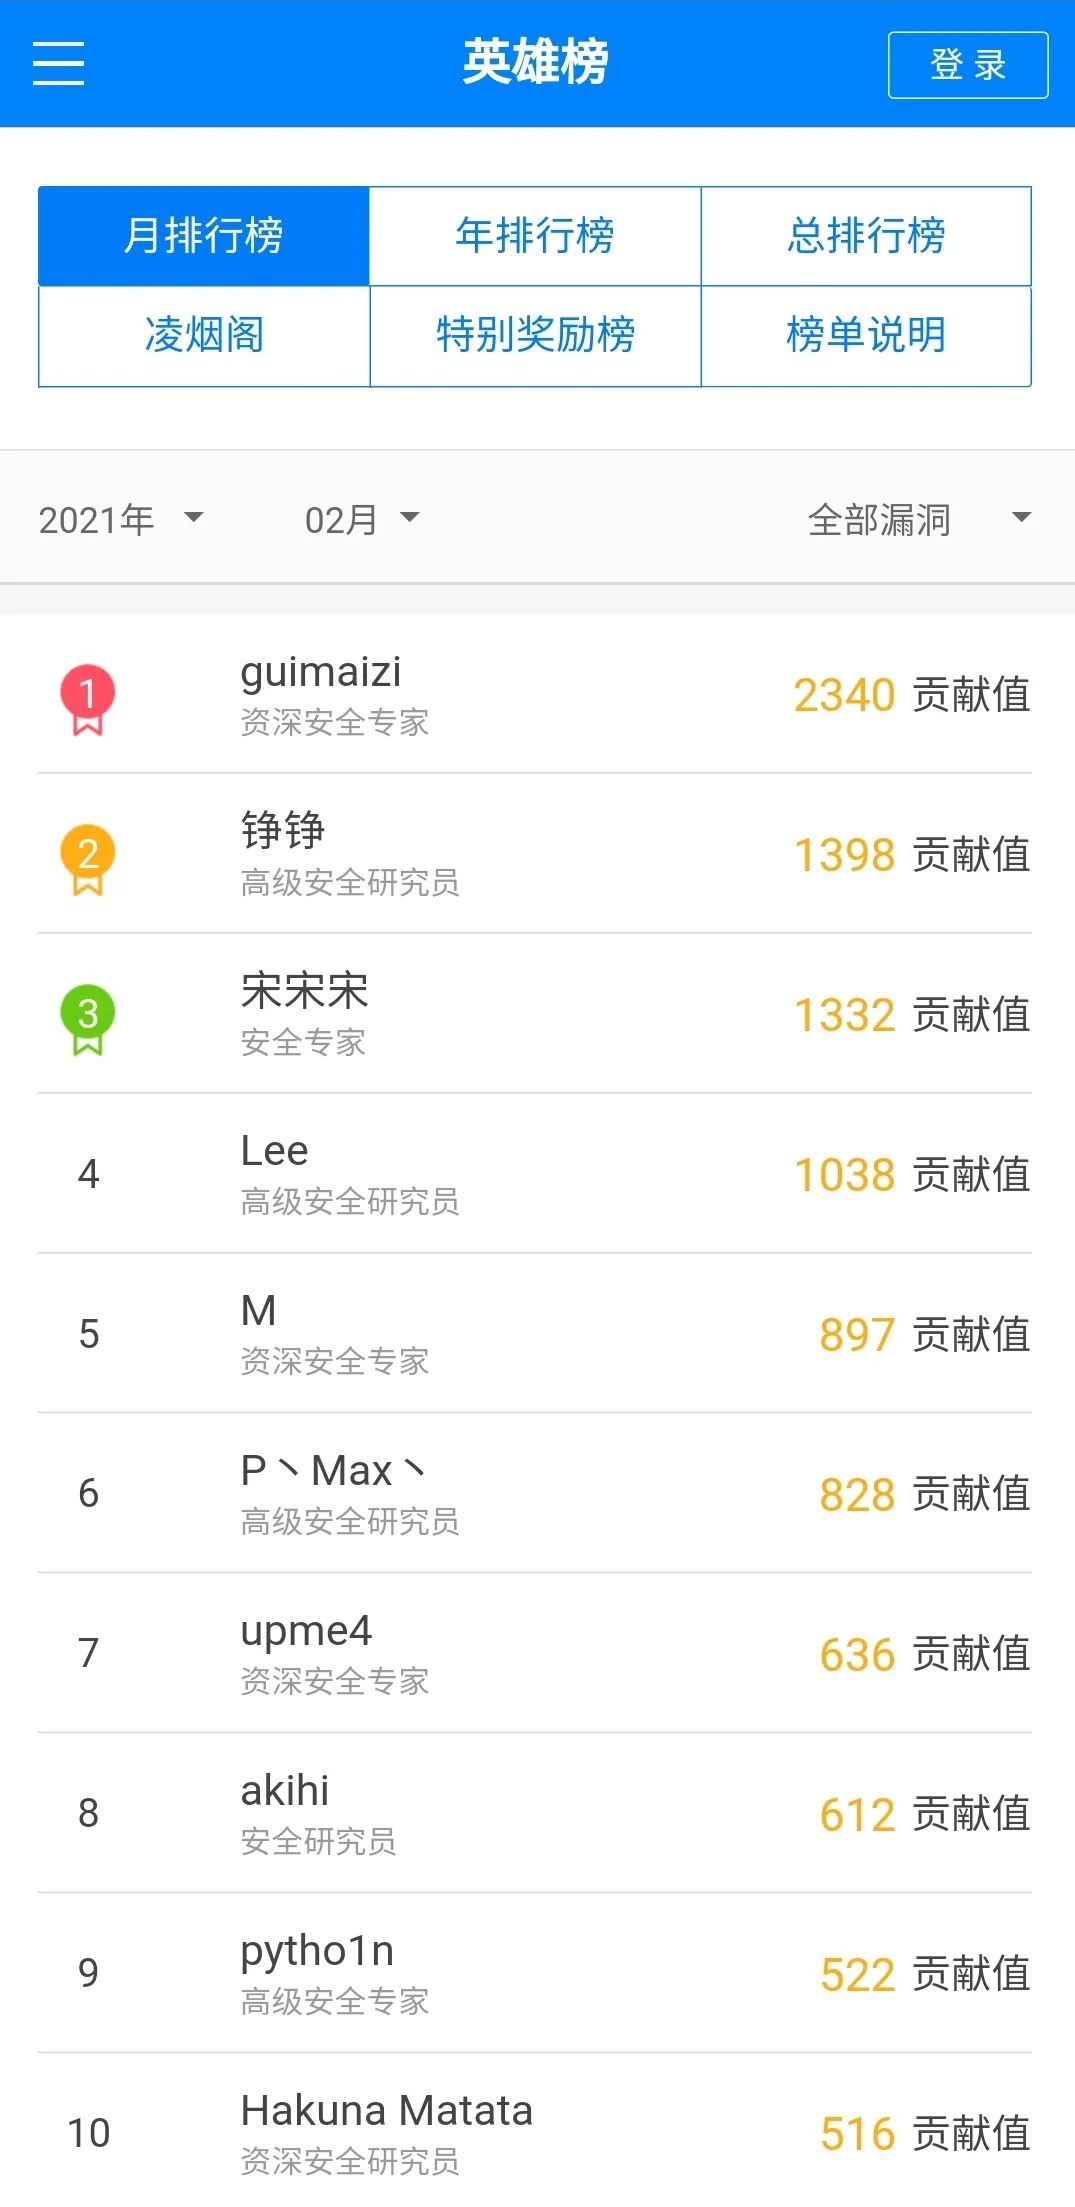 英雄榜
登 录
月排行榜 年排行榜 总排行榜
凌烟阁 特别奖励榜 榜单说明
2021年 02月 全部漏洞
1 guimaizi 2340 贡献值
资深安全专家
2 铮铮 1398 贡献值
高级安全研究员
3 宋宋宋 1332 贡献值
安全专家
4 Lee 1038 贡献值
高级安全研究员
5 M 897 贡献值
资深安全专家
6 P丶Max丶 828 贡献值
高级安全研究员
7 upme4 636 贡献值
资深安全专家
8 akihi 612 贡献值
安全研究员
9 pytho1n 522 贡献值
高级安全专家
10 Hakuna Matata 516 贡献值
资深安全研究员